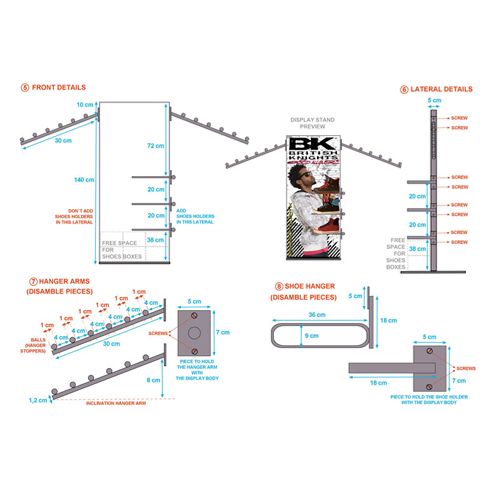 5 FRONT DETAILS
10 cm
30 cm
72 cm
140 cm
20 cm
20 cm
38 cm
DON´T ADD
SHOES HOLDERS
IN THIS LATERAL
ADD
SHOES HOLDERS
IN THIS LATERAL
FREE SPACE
FOR
SHOES BOXES
DISPLAY STAND
PREVIEW
BK
BRITISH
KNIGHTS
6 LATERAL DETAILS
5 cm
SCREW
SCREW
SCREW
SCREW
20 cm
SCREW
SCREW
20 cm
SCREW
SCREW
FREE
SPACE
FOR
SHOES
BOXES
38 cm
7 HANGER ARMS
(DISAMBLE PIECES)
1 cm
1 cm
1 cm
1 cm
1 cm
1 cm
4 cm
4 cm
4 cm
4 cm
4 cm
4 cm
BALLS
(HANGER
STOPPERS)
30 cm
5 cm
7 cm
SCREWS
PIECE TO HOLD
THE HANGER ARM
WITH
THE DISPLAY BODY
8 cm
1,2 cm
INCLINATION HANGER ARM
8 SHOE HANGER
(DISAMBLE PIECES)
5 cm
36 cm
9 cm
18 cm
5 cm
SCREWS
18 cm
7 cm
PIECE TO HOLD THE SHOE HOLDER
WITH THE DISPLAY BODY